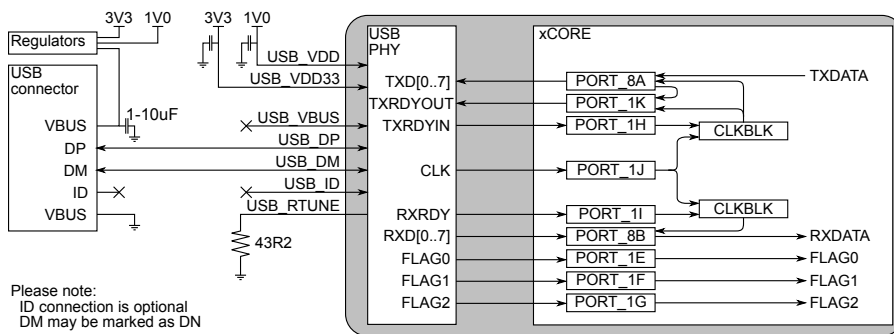 3V3 1V0
Regulators
USB
connector
1-10uF
VBUS
DP
DM
ID
VBUS
Please note:
ID connection is optional
DM may be marked as DN
3V3 1V0
USB_VDD
USB_VDD33
USB_VBUS
USB_DP
USB_DM
USB_ID
USB_RTUNE
43R2
USB
PHY
TXD[0..7]
TXRDYOUT
TXRDYIN
CLK
RXRDY
RXD[0..7]
FLAG0
FLAG1
FLAG2
xCORE
PORT_8A
PORT_1K
PORT_1H
PORT_1J
PORT_1I
PORT_8B
PORT_1E
PORT_1F
PORT_1G
CLKBLK
CLKBLK
TXDATA
RXDATA
FLAG0
FLAG1
FLAG2